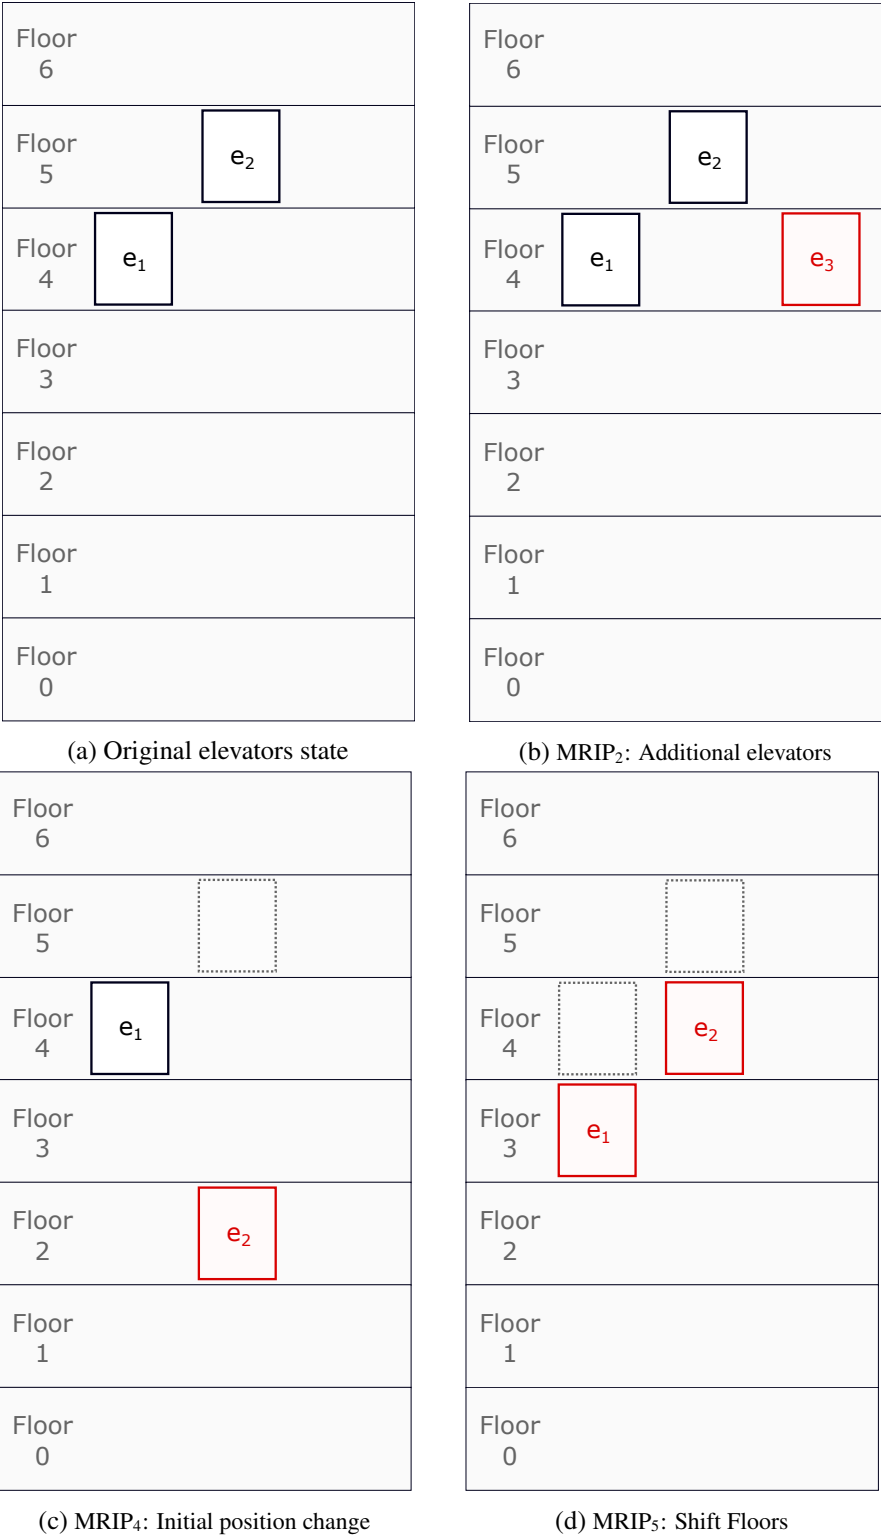 Floor
6
Floor
5
e₂
Floor
4
e₁
Floor
3
Floor
2
Floor
1
Floor
0
(a) Original elevators state
Floor
6
Floor
5
e₂
Floor
4
e₁
e₃
Floor
3
Floor
2
Floor
1
Floor
0
(b) MRIP₂: Additional elevators
Floor
6
Floor
5
Floor
4
e₁
Floor
3
Floor
2
e₂
Floor
1
Floor
0
(c) MRIP₄: Initial position change
Floor
6
Floor
5
Floor
4
e₂
Floor
3
e₁
Floor
2
Floor
1
Floor
0
(d) MRIP₅: Shift Floors